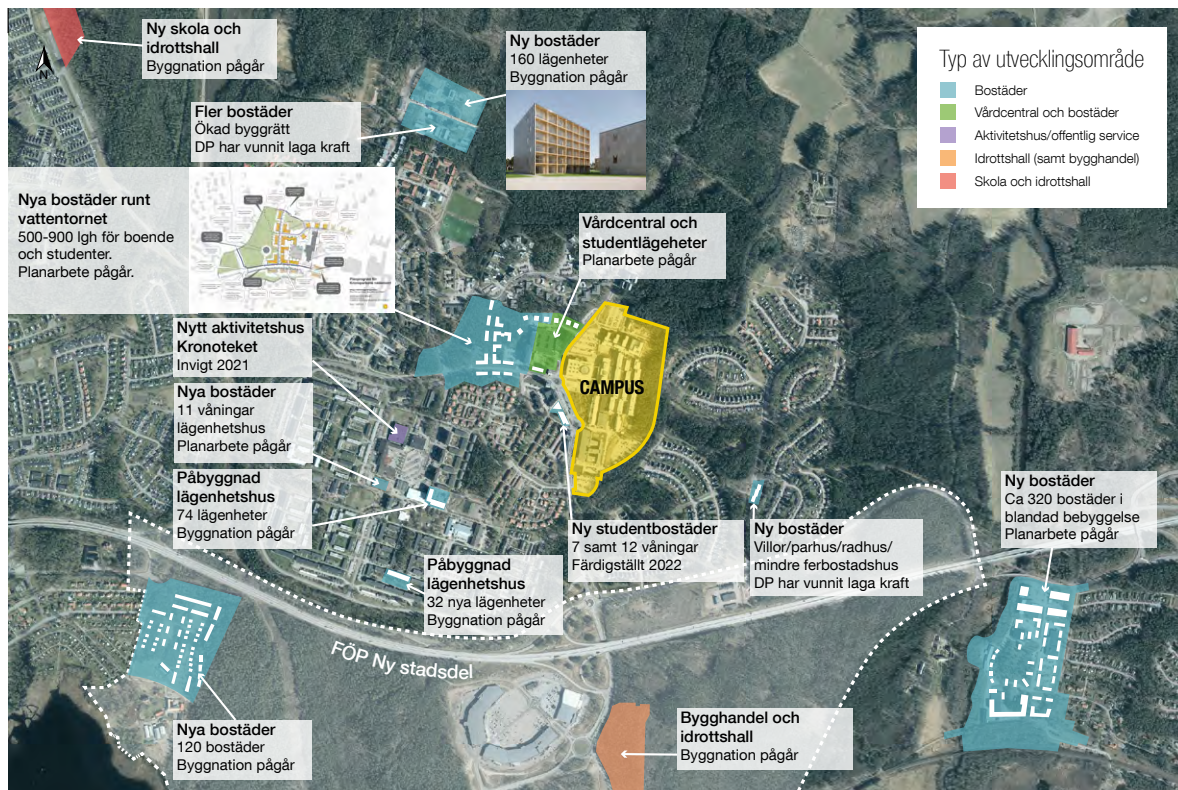 Ny skola och
idrottshall
Byggnation pågår
N
Ny bostäder
160 lägenheter
Byggnation pågår
Typ av utvecklingsområde
Bostäder
Vårdcentral och bostäder
Aktivitetshus/offentlig service
Idrottshall (samt bygghandel)
Skola och idrottshall
Fler bostäder
Ökad byggrätt
DP har vunnit laga kraft
Nya bostäder runt
vattentornet
500-900 lgh för boende
och studenter.
Planarbete pågår.
Vårdcentral och
studentlägeheter
Planarbete pågår
Nytt aktivitetshus
Kronoteket
Invigt 2021
CAMPUS
Nya bostäder
11 våningar
lägenhetshus
Planarbete pågår
Påbyggnad
lägenhetshus
74 lägenheter
Byggnation pågår
Ny bostäder
Ca 320 bostäder i
blandad bebyggelse
Planarbete pågår
Ny studentbostäder
7 samt 12 våningar
Färdigställt 2022
Ny bostäder
Villor/parhus/radhus/
mindre ferbostadshus
DP har vunnit laga kraft
Påbyggnad
lägenhetshus
32 nya lägenheter
Byggnation pågår
FÖP Ny stadsdel
Nya bostäder
120 bostäder
Byggnation pågår
Bygghandel och
idrottshall
Byggnation pågår